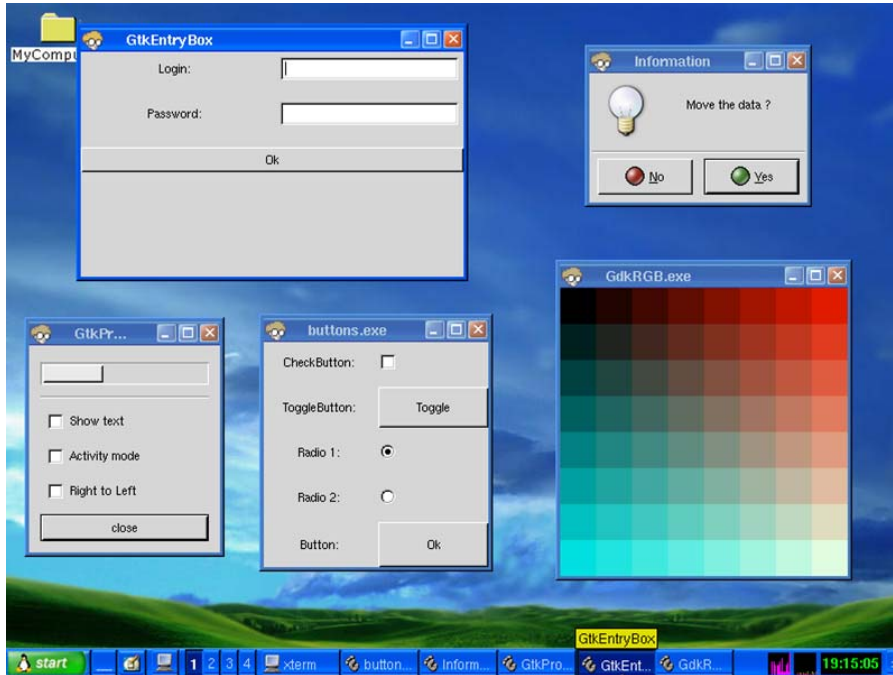 MyCompu
GtkEntryBox
Login:
Password:
Ok
Information
Move the data ?
No
Yes
GdkRGB.exe
GtkPr...
Show text
Activity mode
Right to Left
close
buttons.exe
CheckButton:
ToggleButton:
Toggle
Radio 1:
Radio 2:
Button:
Ok
GtkEntryBox
start
1 2 3 4
xterm
button...
Inform...
GtkPro...
GtkEnt...
GdkR...
19:15:05